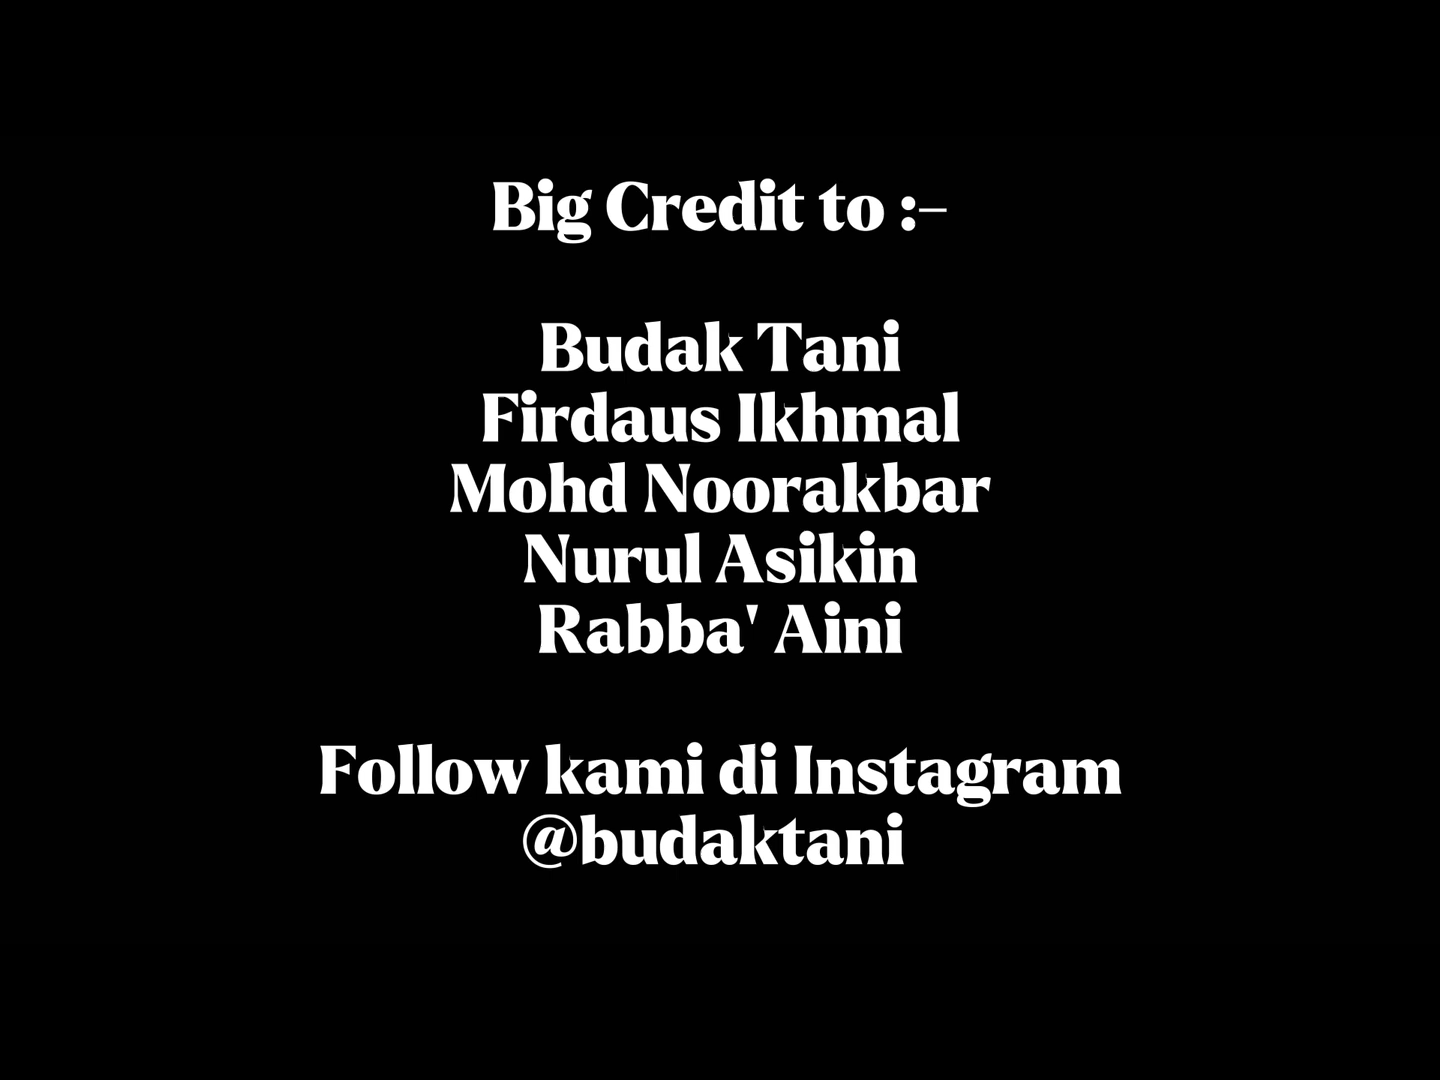 Big Credit to :-
Budak Tani
Firdaus Ikhmal
Mohd Noorakbar
Nurul Asikin
Rabba' Aini
Follow kami di Instagram
@budaktani